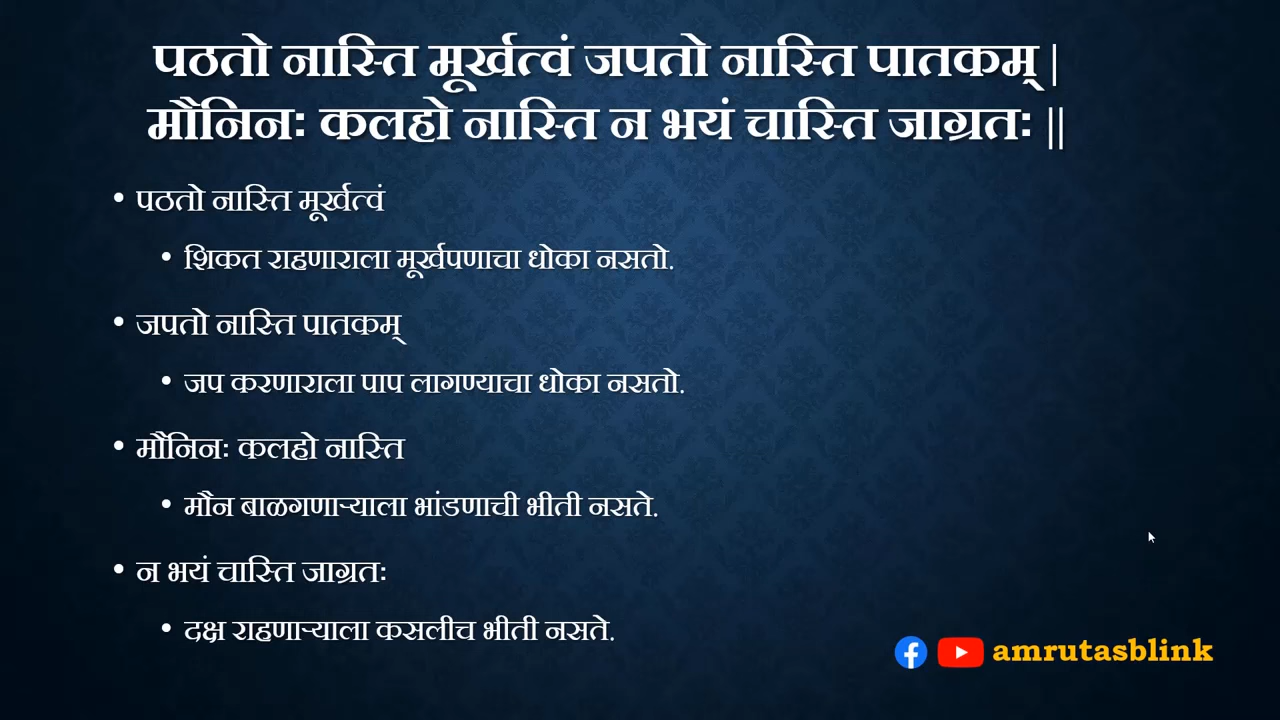 पठतो नास्ति मूर्खत्वं जपतो नास्ति पातकम् |
मौनिनः कलहो नास्ति न भयं चास्ति जाग्रतः ||
• पठतो नास्ति मूर्खत्वं
• शिकत राहणाराला मूर्खपणाचा धोका नसतो.
• जपतो नास्ति पातकम्
• जप करणाराला पाप लागण्याचा धोका नसतो.
• मौनिनः कलहो नास्ति
• मौन बाळगणाऱ्याला भांडणाची भीती नसते.
• न भयं चास्ति जाग्रतः
• दक्ष राहणाऱ्याला कसलीच भीती नसते.
amrutasblink